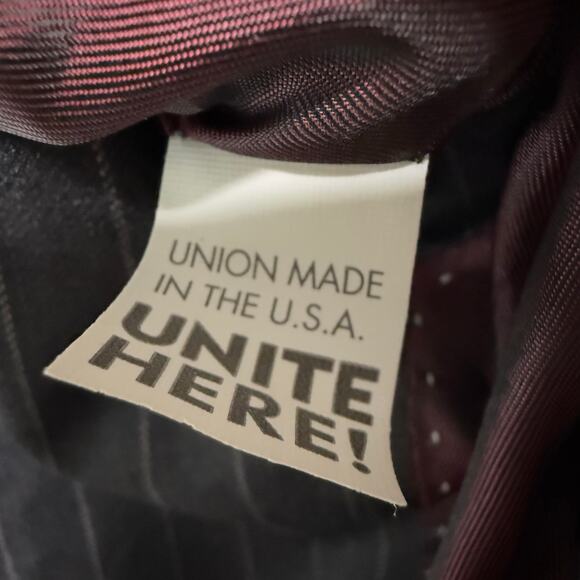 UNION MADE
IN THE U.S.A.
UNITE
HERE!